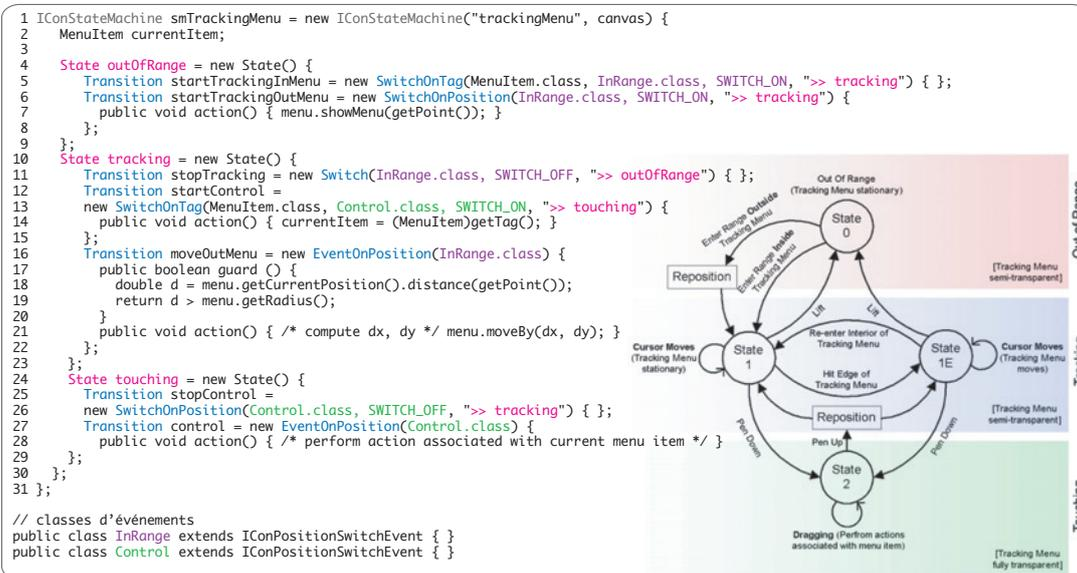 1 IConStateMachine smTrackingMenu = new IConStateMachine("trackingMenu", canvas) {
2 MenuItem currentItem;
3
4 State outOfRange = new State() {
5 Transition startTrackingInMenu = new SwitchOnTag(MenuItem.class, InRange.class, SWITCH_ON, ">> tracking") { };
6 Transition startTrackingOutMenu = new SwitchOnPosition(InRange.class, SWITCH_ON, ">> tracking") {
7 public void action() { menu.showMenu(getPoint()); }
8 };
9 };
10 State tracking = new State() {
11 Transition stopTracking = new Switch(InRange.class, SWITCH_OFF, ">> outOfRange") { };
12 Transition startControl =
13 new SwitchOnTag(MenuItem.class, Control.class, SWITCH_ON, ">> touching") {
14 public void action() { currentItem = (MenuItem)getTag(); }
15 };
16 Transition moveOutMenu = new EventOnPosition(InRange.class) {
17 public boolean guard () {
18 double d = menu.getCurrentPosition().distance(getPoint());
19 return d > menu.getRadius();
20 }
21 public void action() { /* compute dx, dy */ menu.moveBy(dx, dy); }
22 };
23 };
24 State touching = new State() {
25 Transition stopControl =
26 new SwitchOnPosition(Control.class, SWITCH_OFF, ">> tracking") { };
27 Transition control = new EventOnPosition(Control.class) {
28 public void action() { /* perform action associated with current menu item */ }
29 };
30 };
31 };
// classes d'événements
public class InRange extends IConPositionSwitchEvent { }
public class Control extends IConPositionSwitchEvent { }
Out Of Range
(Tracking Menu stationary)
State
0
Enter Range Outside
Tracking Menu
Enter Range Inside
Tracking Menu
Reposition
[Tracking Menu
semi-transparent]
Out of Range
Lift
Lift
Re-enter Interior of
Tracking Menu
Cursor Moves
(Tracking Menu
stationary)
State
1
State
1E
Cursor Moves
(Tracking Menu
moves)
Hit Edge of
Tracking Menu
Reposition
[Tracking Menu
semi-transparent]
Tracking
Pen Down
Pen Up
Pen Down
State
2
Dragging (Perfrom actions
associated with menu item)
[Tracking Menu
fully transparent]
Touching